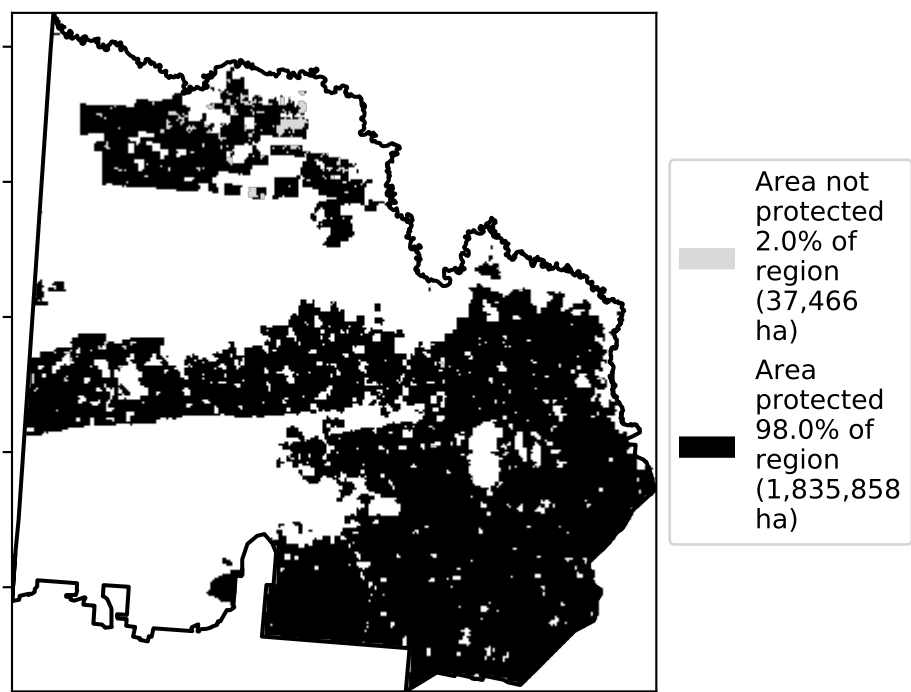 Area not
protected
2.0% of
region
(37,466
ha)
Area
protected
98.0% of
region
(1,835,858
ha)